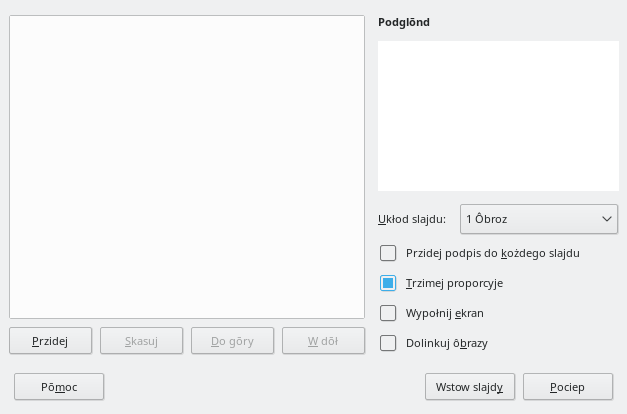 Podglōnd
Ukłod slajdu:
1 Ôbroz
Przidej podpis do kożdego slajdu
Trzimej proporcyje
Wypołnij ekran
Dolinkuj ôbrazy
Przidej
Skasuj
Do gōry
W dōł
Pōmoc
Wstow slajdy
Pociep